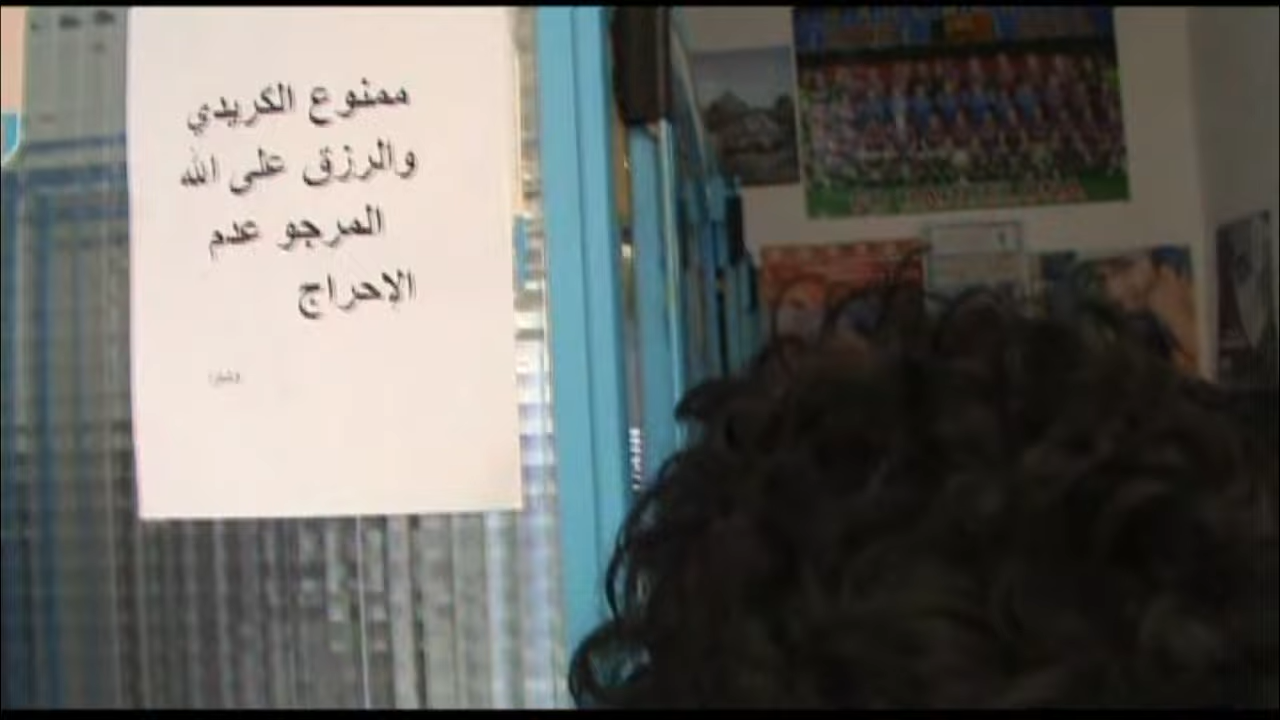 ممنوع الكريدي
والرزق على الله
المرجو عدم
الاحراج